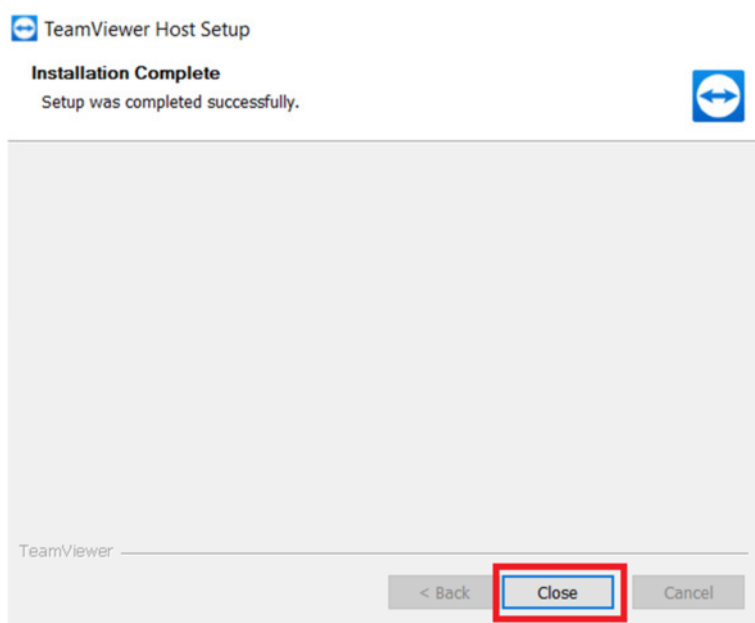 TeamViewer Host Setup
Installation Complete
Setup was completed successfully.
TeamViewer
< Back Close Cancel